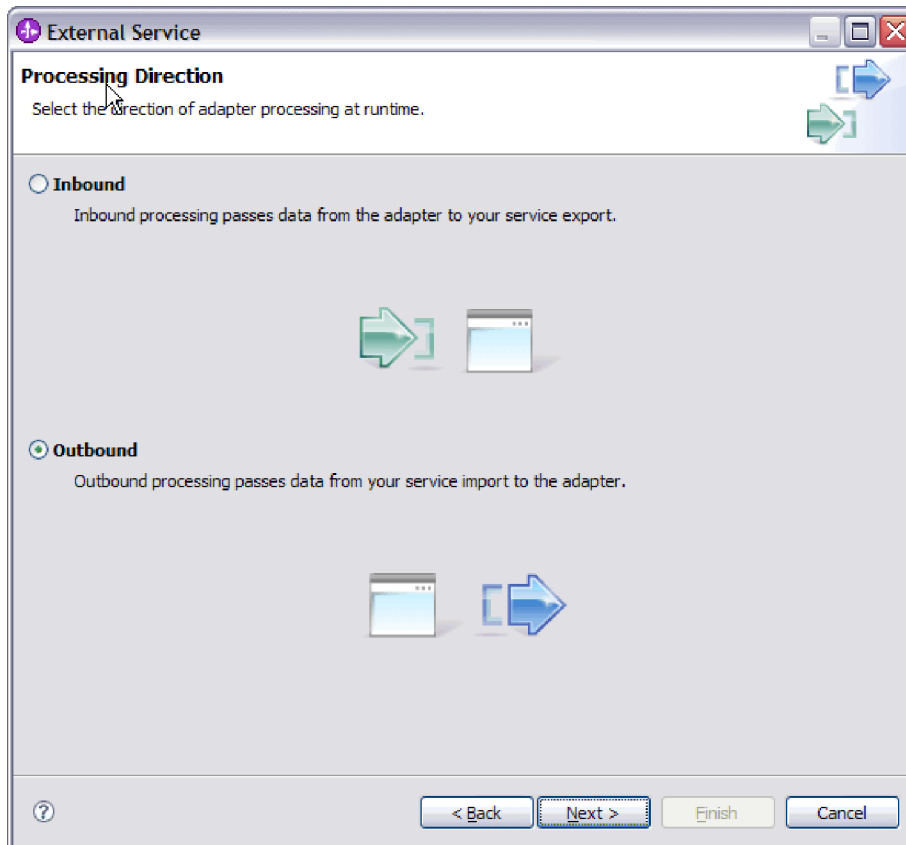 External Service
Processing Direction
Select the direction of adapter processing at runtime.
Inbound
Inbound processing passes data from the adapter to your service export.
Outbound
Outbound processing passes data from your service import to the adapter.
?
< Back
Next >
Finish
Cancel